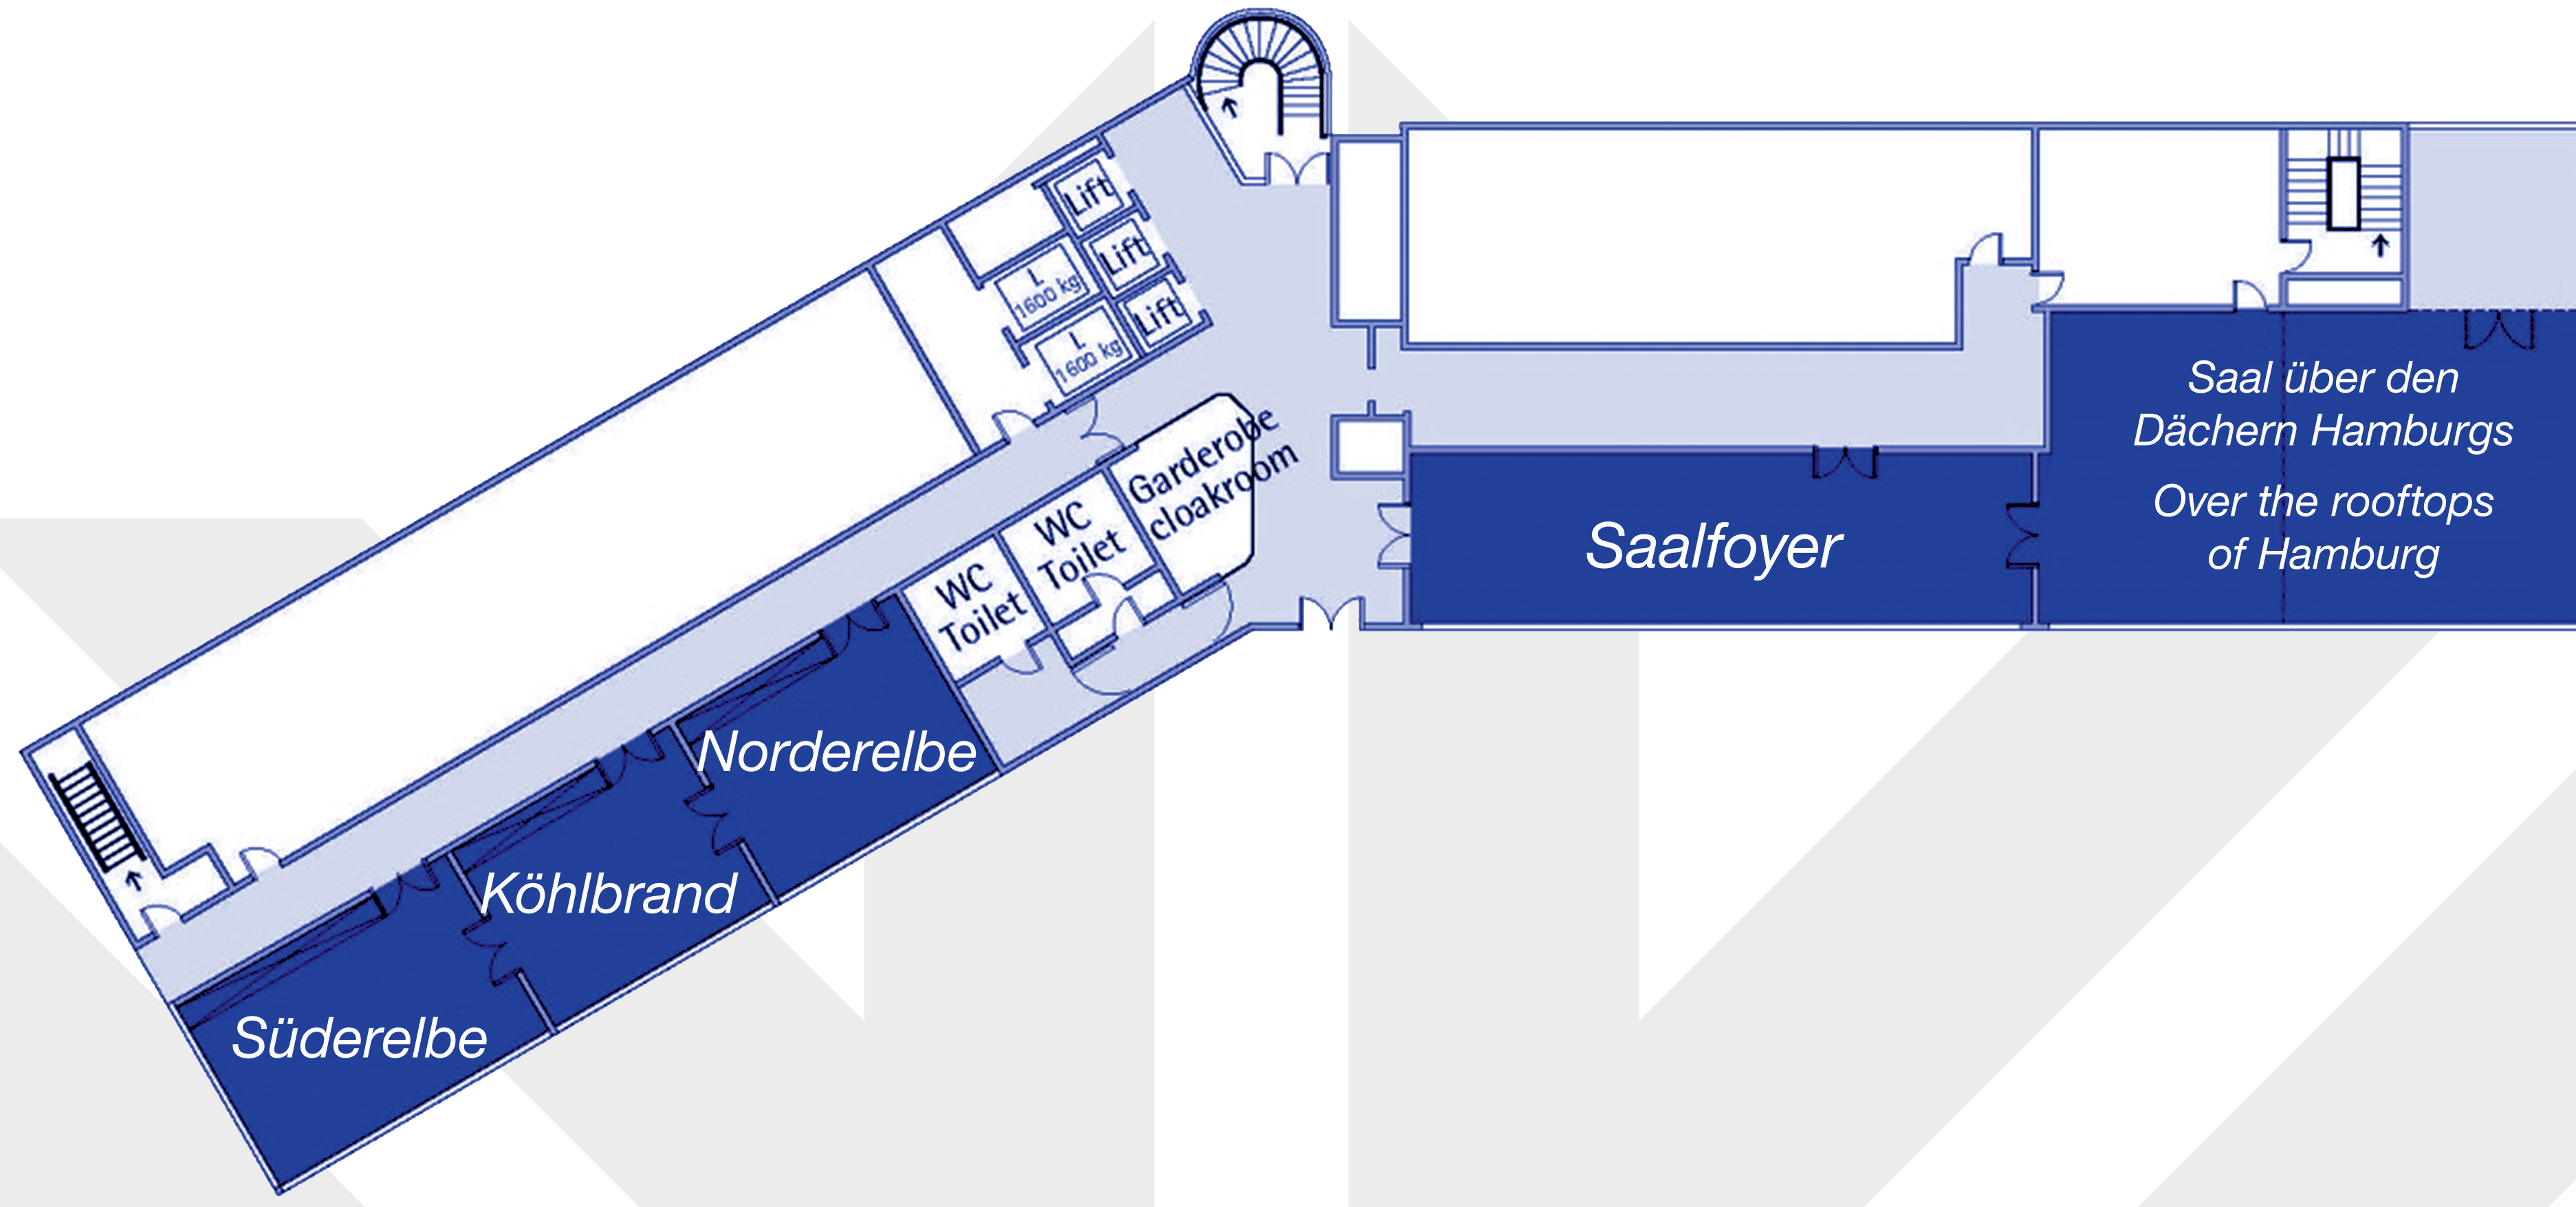 Lift
Lift
Lift
L
1600 kg
L
1600 kg
Garderobe
cloakroom
WC
Toilet
WC
Toilet
Norderelbe
Köhlbrand
Süderelbe
Saalfoyer
Saal über den
Dächern Hamburgs
Over the rooftops
of Hamburg